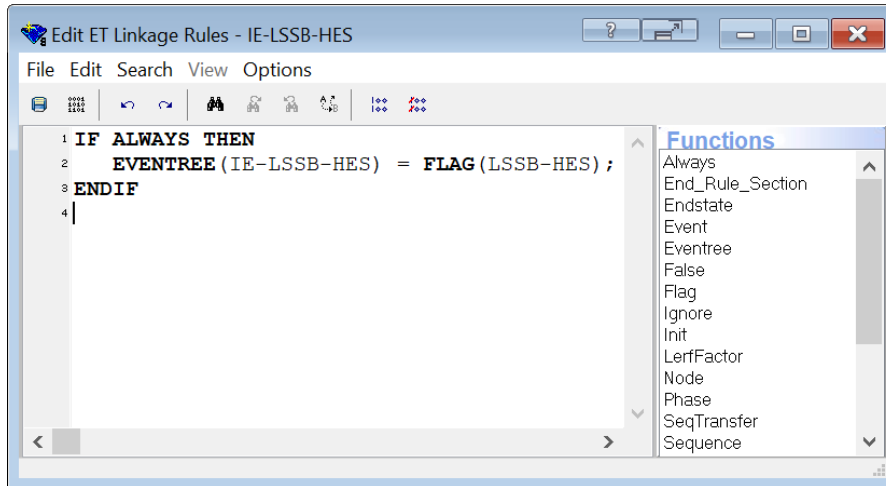 Edit ET Linkage Rules - IE-LSSB-HES
?
File Edit Search View Options
1 IF ALWAYS THEN
2 EVENTREE(IE-LSSB-HES) = FLAG(LSSB-HES);
3 ENDIF
4
Functions
Always
End_Rule_Section
Endstate
Event
Eventree
False
Flag
Ignore
Init
LerfFactor
Node
Phase
SeqTransfer
Sequence